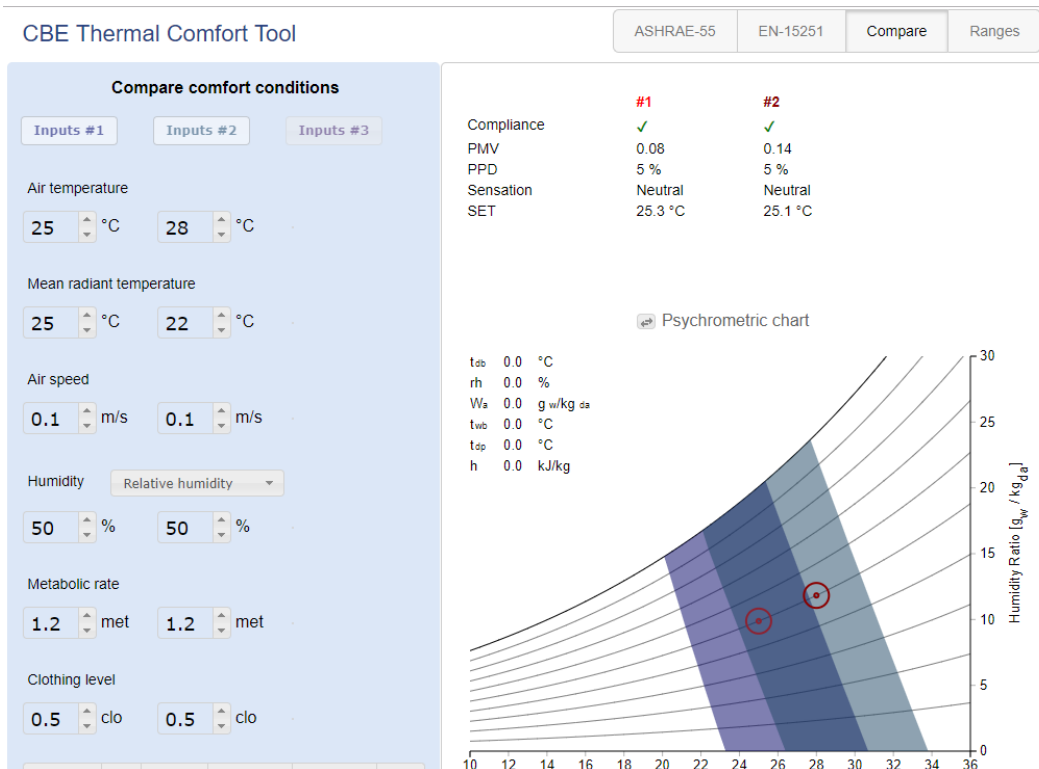 CBE Thermal Comfort Tool
ASHRAE-55 EN-15251 Compare Ranges
Compare comfort conditions
Inputs #1 Inputs #2 Inputs #3
Air temperature
25 °C 28 °C
Mean radiant temperature
25 °C 22 °C
Air speed
0.1 m/s 0.1 m/s
Humidity Relative humidity
50 % 50 %
Metabolic rate
1.2 met 1.2 met
Clothing level
0.5 clo 0.5 clo
#1 #2
Compliance ✓ ✓
PMV 0.08 0.14
PPD 5 % 5 %
Sensation Neutral Neutral
SET 25.3 °C 25.1 °C
Psychrometric chart
tdb 0.0 °C
rh 0.0 %
Wa 0.0 g w/kg da
twb 0.0 °C
tdp 0.0 °C
h 0.0 kJ/kg
30
25
20
15
10
5
0
Humidity Ratio [gw / kgda]
10 12 14 16 18 20 22 24 26 28 30 32 34 36